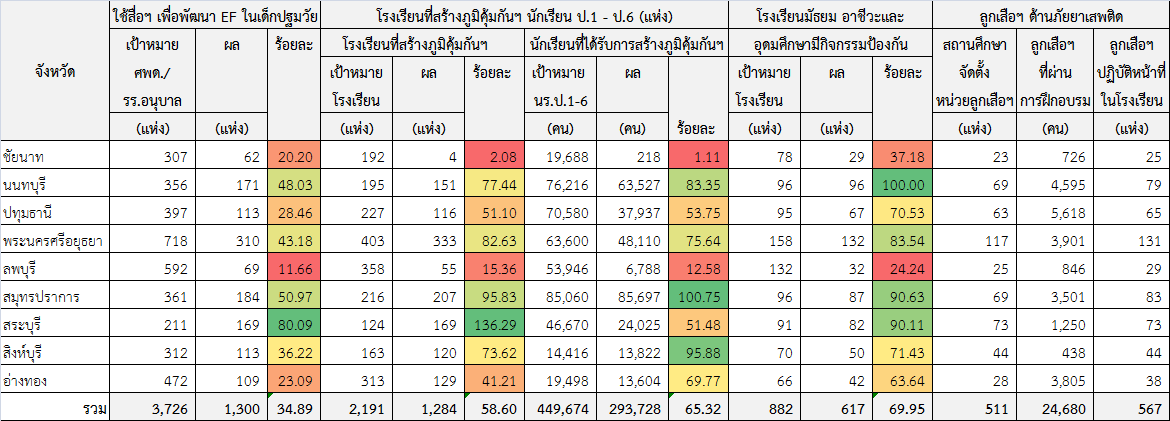 ใช้สื่อฯ เพื่อพัฒนา EF ในเด็กปฐมวัย โรงเรียนที่สร้างภูมิคุ้มกันฯ นักเรียน ป.1 - ป.6 (แห่ง) โรงเรียนมัธยม อาชีวะและ ลูกเสือฯ ด้านภัยยาเสพติด
จังหวัด เป้าหมาย ผล ร้อยละ โรงเรียนที่สร้างภูมิคุ้มกันฯ นักเรียนที่ได้รับการสร้างภูมิคุ้มกันฯ อุดมศึกษามีกิจกรรมป้องกัน สถานศึกษา ลูกเสือฯ ลูกเสือฯ
ศพด./ เป้าหมาย ผล ร้อยละ เป้าหมาย ผล เป้าหมาย ผล ร้อยละ จัดตั้ง ที่ผ่าน ปฏิบัติหน้าที่
รร.อนุบาล โรงเรียน นร.ป.1-6 โรงเรียน หน่วยลูกเสือฯ การฝึกอบรม ในโรงเรียน
(แห่ง) (แห่ง) (แห่ง) (แห่ง) (คน) (คน) ร้อยละ (แห่ง) (แห่ง) (แห่ง) (คน) (แห่ง)
ชัยนาท 307 62 20.20 192 4 2.08 19,688 218 1.11 78 29 37.18 23 726 25
นนทบุรี 356 171 48.03 195 151 77.44 76,216 63,527 83.35 96 96 100.00 69 4,595 79
ปทุมธานี 397 113 28.46 227 116 51.10 70,580 37,937 53.75 95 67 70.53 63 5,618 65
พระนครศรีอยุธยา 718 310 43.18 403 333 82.63 63,600 48,110 75.64 158 132 83.54 117 3,901 131
ลพบุรี 592 69 11.66 358 55 15.36 53,946 6,788 12.58 132 32 24.24 25 846 29
สมุทรปราการ 361 184 50.97 216 207 95.83 85,060 85,697 100.75 96 87 90.63 69 3,501 83
สระบุรี 211 169 80.09 124 169 136.29 46,670 24,025 51.48 91 82 90.11 73 1,250 73
สิงห์บุรี 312 113 36.22 163 120 73.62 14,416 13,822 95.88 70 50 71.43 44 438 44
อ่างทอง 472 109 23.09 313 129 41.21 19,498 13,604 69.77 66 42 63.64 28 3,805 38
รวม 3,726 1,300 34.89 2,191 1,284 58.60 449,674 293,728 65.32 882 617 69.95 511 24,680 567